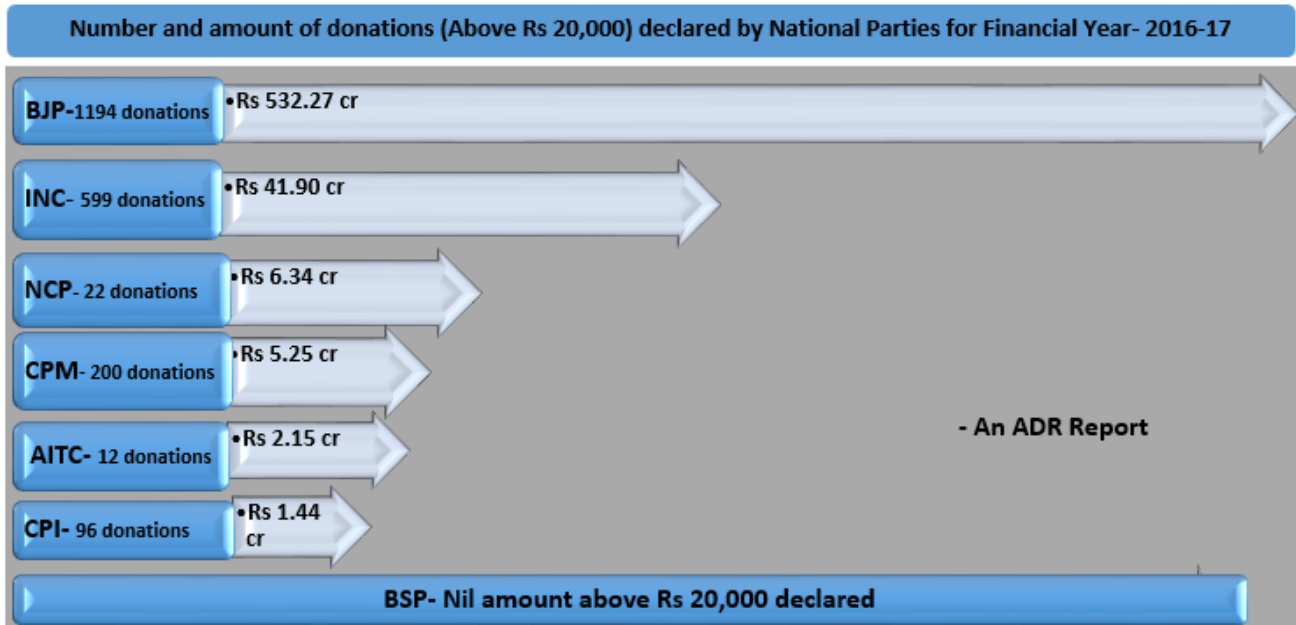 Number and amount of donations (Above Rs 20,000) declared by National Parties for Financial Year- 2016-17
BJP-1194 donations
•Rs 532.27 cr
INC- 599 donations
•Rs 41.90 cr
NCP- 22 donations
•Rs 6.34 cr
CPM- 200 donations
•Rs 5.25 cr
AITC- 12 donations
•Rs 2.15 cr
- An ADR Report
CPI- 96 donations
•Rs 1.44
cr
BSP- Nil amount above Rs 20,000 declared